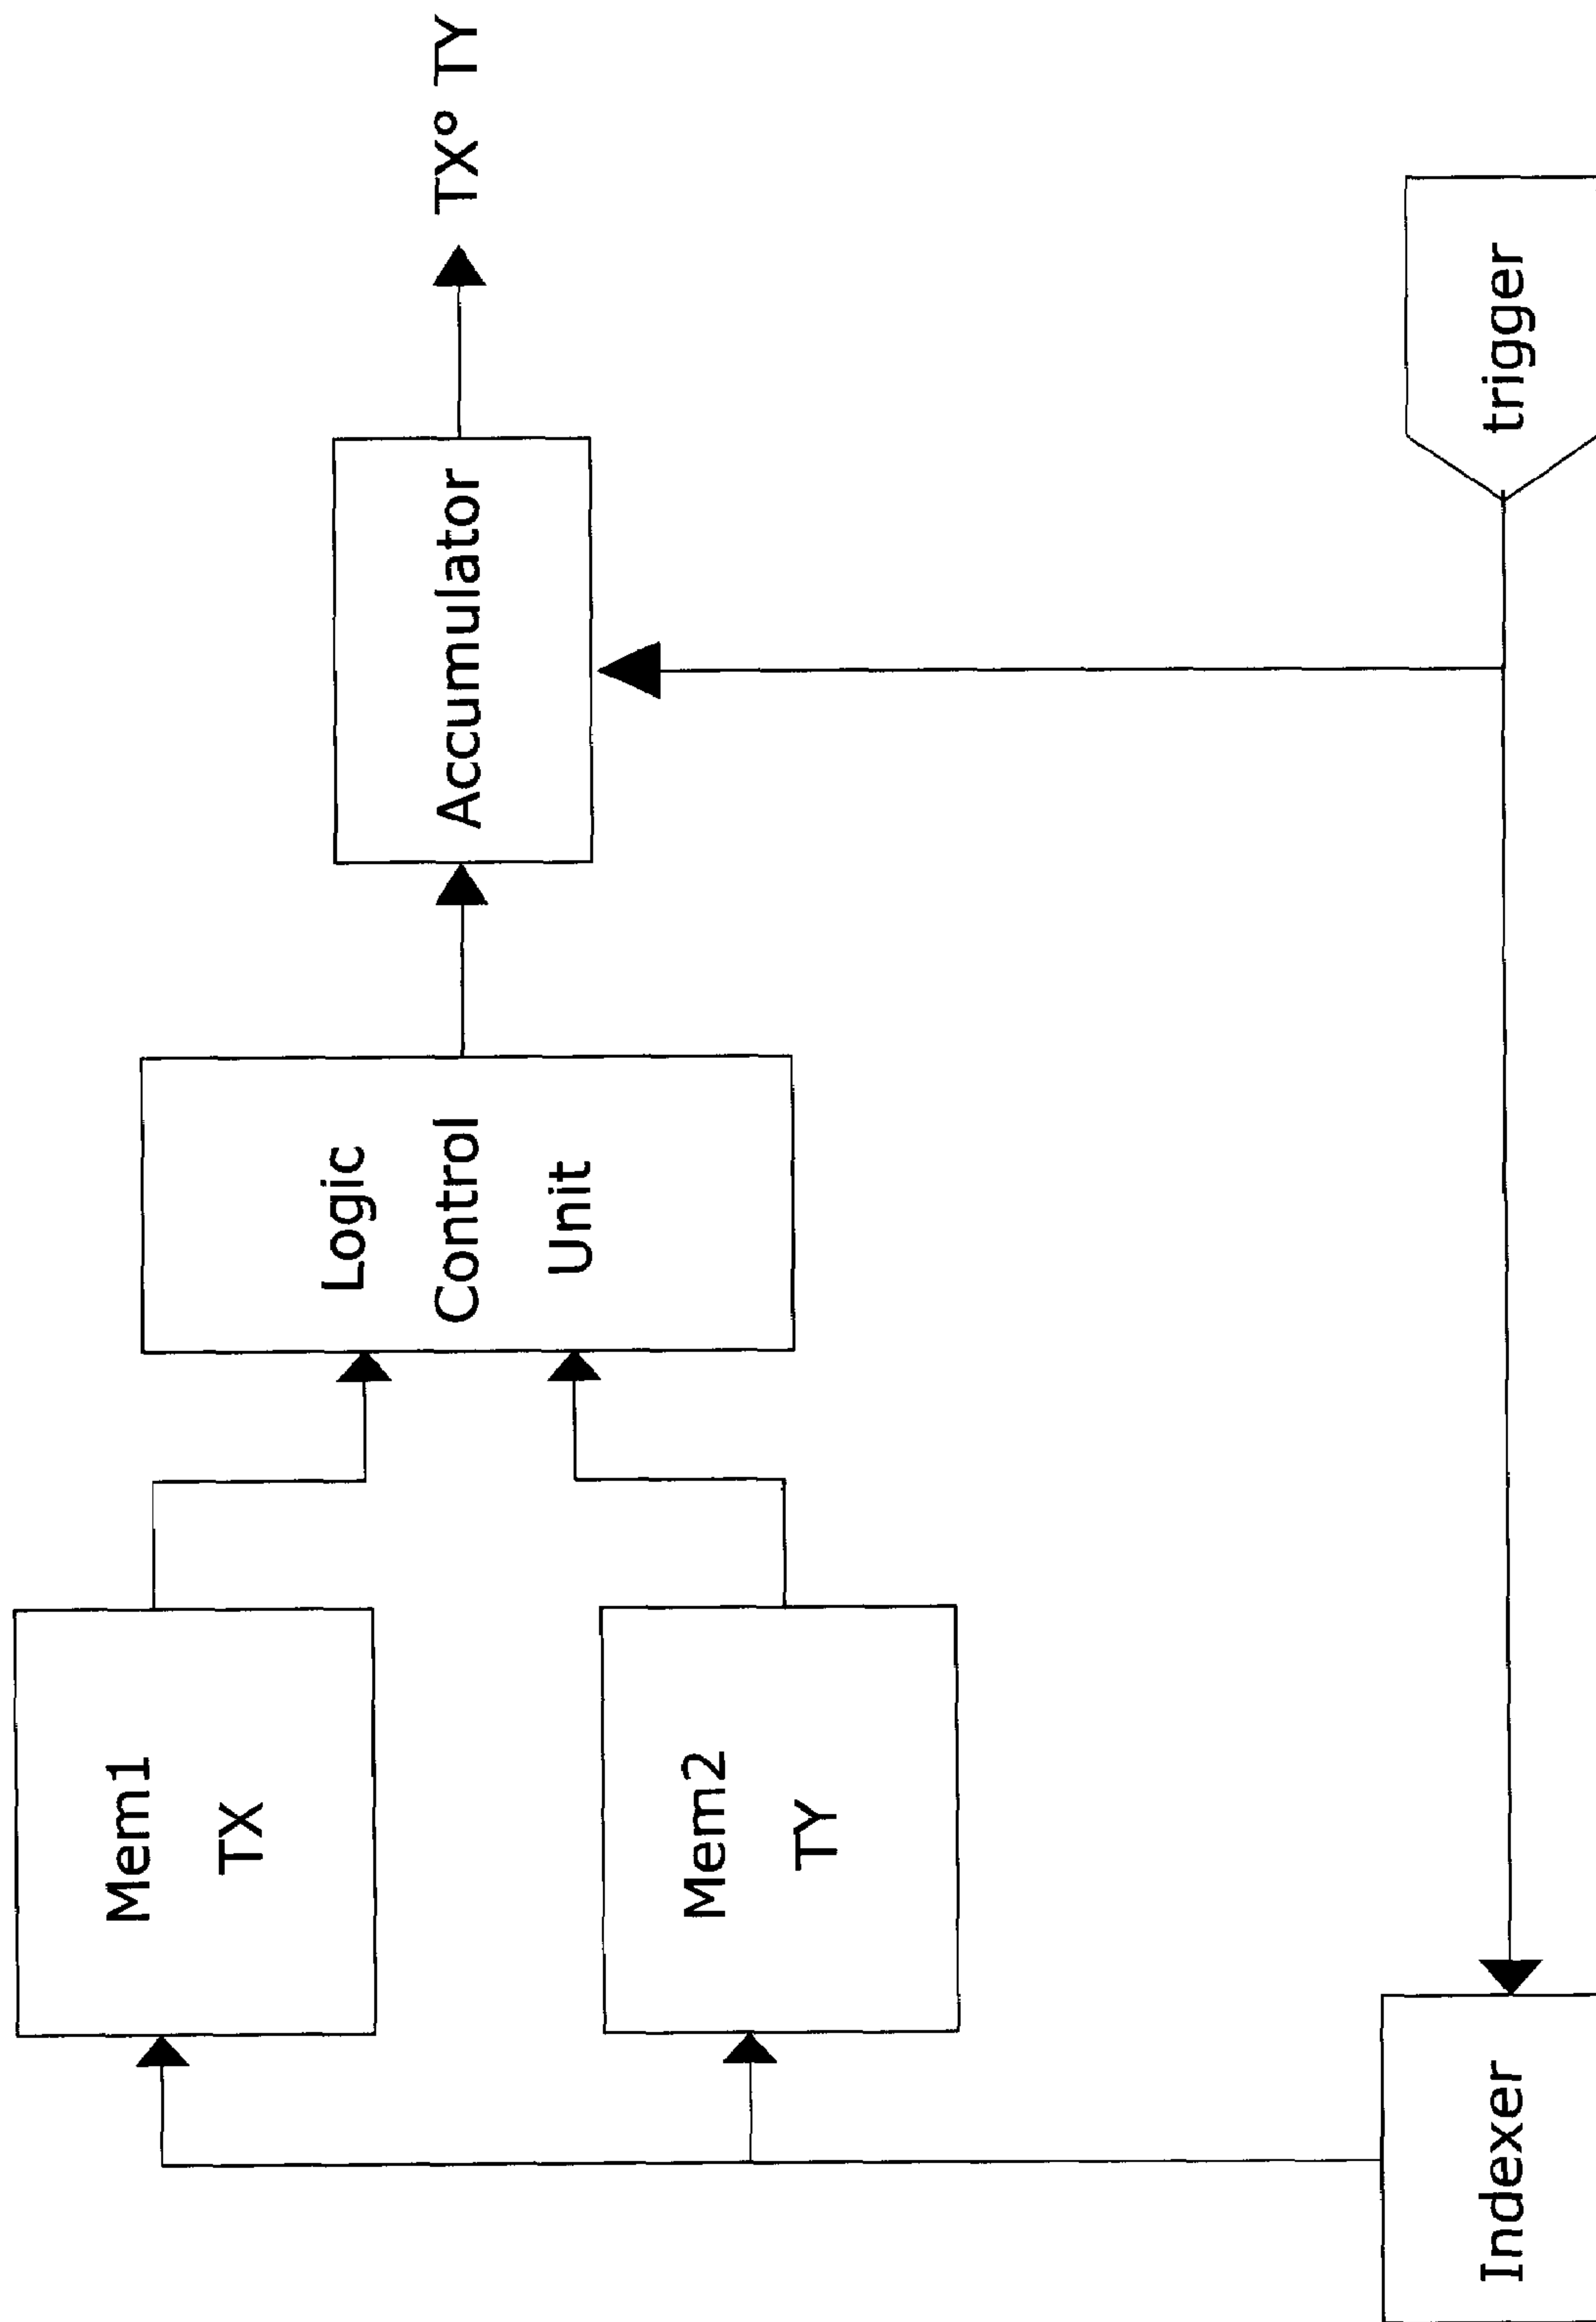 Mem1
TX
Mem2
TY
Logic
Control
Unit
Accumulator
TX° TY
Indexer
trigger